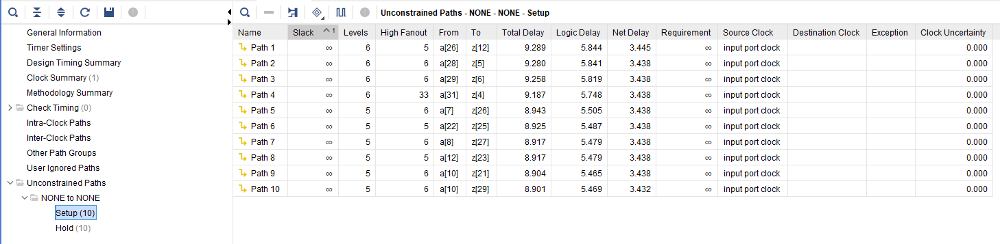 Unconstrained Paths - NONE - NONE - Setup
General Information
Timer Settings
Design Timing Summary
Clock Summary (1)
Methodology Summary
Check Timing (0)
Intra-Clock Paths
Inter-Clock Paths
Other Path Groups
User Ignored Paths
Unconstrained Paths
NONE to NONE
Setup (10)
Hold (10)
Name Slack 1 Levels High Fanout From To Total Delay Logic Delay Net Delay Requirement Source Clock Destination Clock Exception Clock Uncertainty
Path 1 ∞ 6 5 a[26] z[12] 9.289 5.844 3.445 ∞ input port clock 0.000
Path 2 ∞ 6 6 a[28] z[5] 9.280 5.841 3.438 ∞ input port clock 0.000
Path 3 ∞ 6 6 a[29] z[6] 9.258 5.819 3.438 ∞ input port clock 0.000
Path 4 ∞ 6 33 a[31] z[4] 9.187 5.748 3.438 ∞ input port clock 0.000
Path 5 ∞ 5 6 a[7] z[26] 8.943 5.505 3.438 ∞ input port clock 0.000
Path 6 ∞ 5 5 a[22] z[25] 8.925 5.487 3.438 ∞ input port clock 0.000
Path 7 ∞ 5 6 a[8] z[27] 8.917 5.479 3.438 ∞ input port clock 0.000
Path 8 ∞ 5 6 a[12] z[23] 8.917 5.479 3.438 ∞ input port clock 0.000
Path 9 ∞ 5 6 a[10] z[21] 8.904 5.465 3.438 ∞ input port clock 0.000
Path 10 ∞ 5 6 a[10] z[29] 8.901 5.469 3.432 ∞ input port clock 0.000